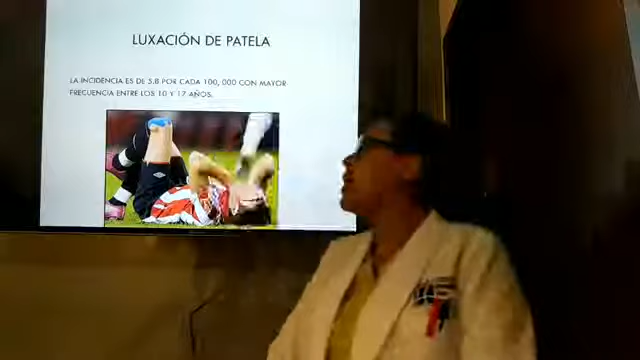 LUXACIÓN DE PATELA
LA INCIDENCIA ES DE 5.8 POR CADA 100, 000 CON MAYOR
FRECUENCIA ENTRE LOS 10 Y 17 AÑOS.